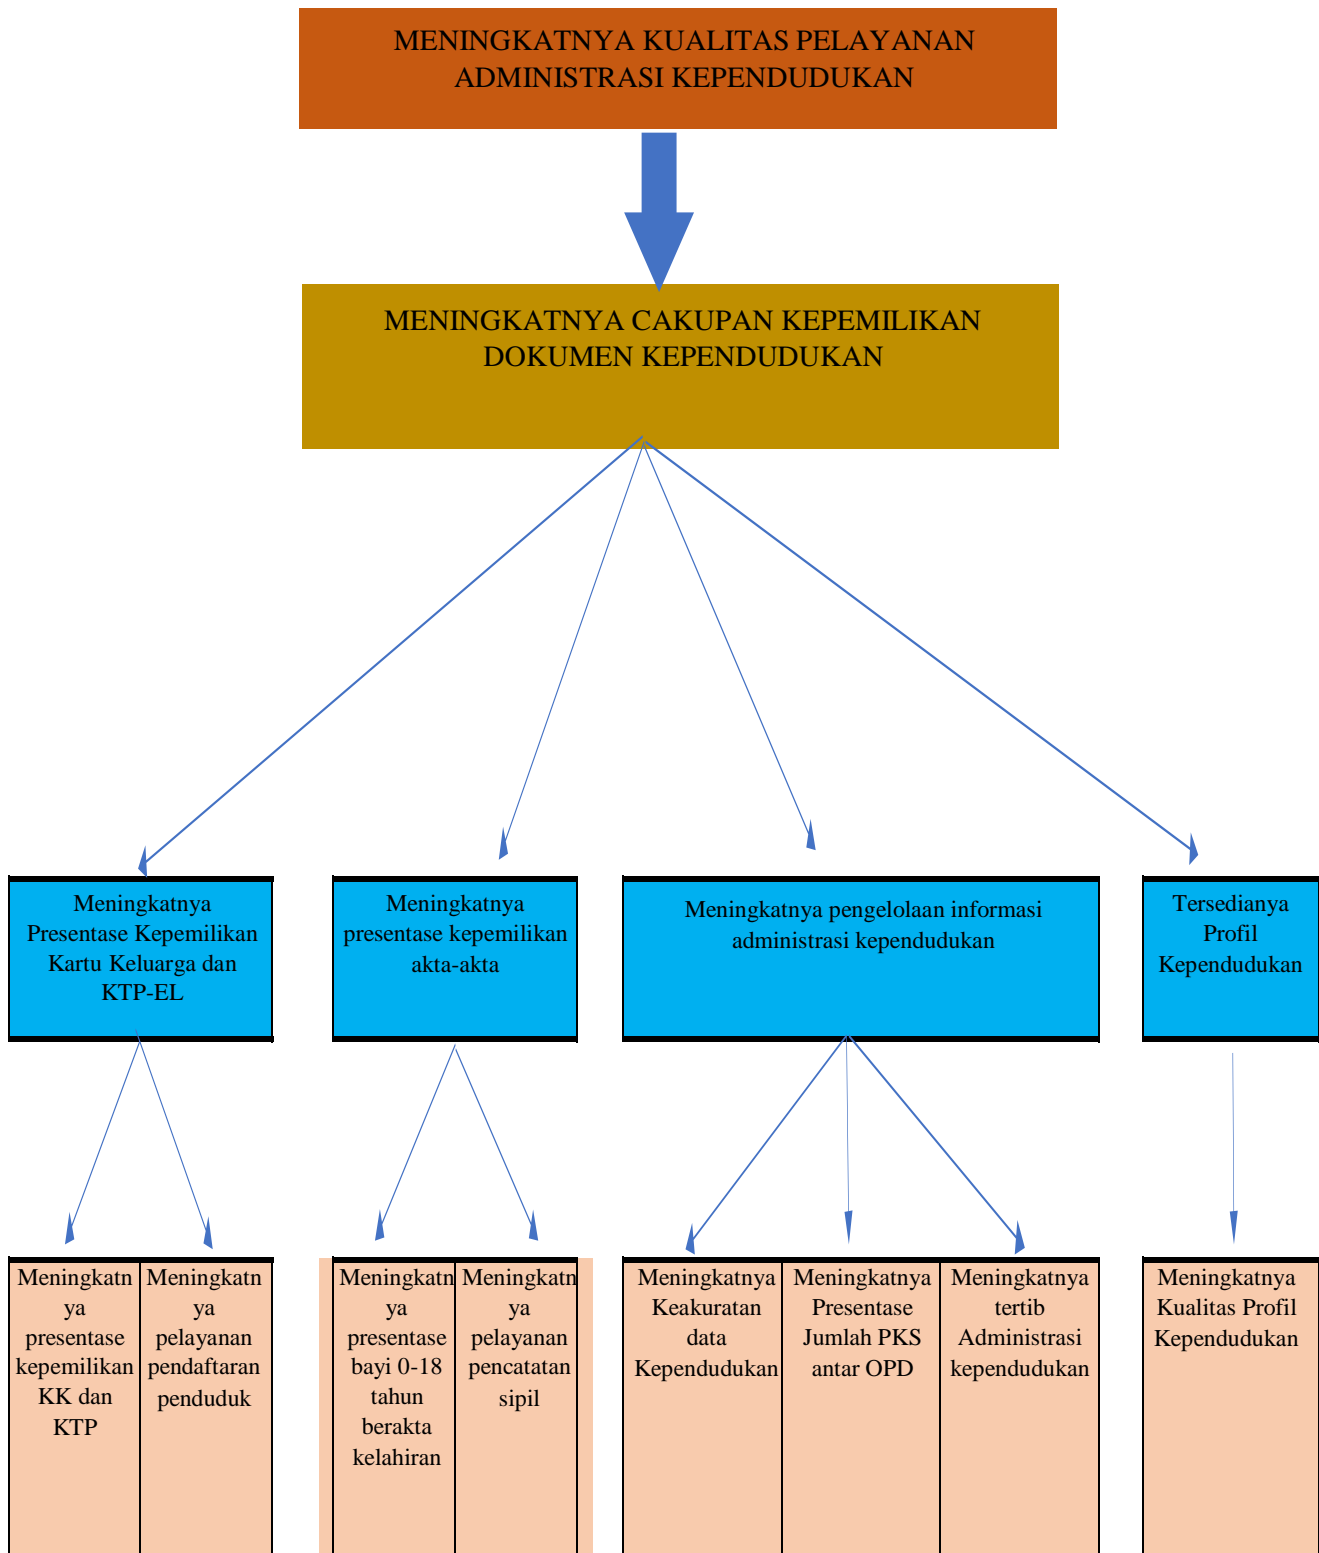 MENINGKATNYA KUALITAS PELAYANAN
ADMINISTRASI KEPENDUDUKAN
MENINGKATNYA CAKUPAN KEPEMILIKAN
DOKUMEN KEPENDUDUKAN
Meningkatnya
Presentase Kepemilikan
Kartu Keluarga dan
KTP-EL
Meningkatnya
presentase kepemilikan
akta-akta
Meningkatnya pengelolaan informasi
administrasi kependudukan
Tersedianya
Profil
Kependudukan
Meningkatn
ya
presentase
kepemilikan
KK dan
KTP
Meningkatn
ya
pelayanan
pendaftaran
penduduk
Meningkatn
ya
presentase
bayi 0-18
tahun
berakta
kelahiran
Meningkatn
ya
pelayanan
pencatatan
sipil
Meningkatnya
Keakuratan
data
Kependudukan
Meningkatnya
Presentase
Jumlah PKS
antar OPD
Meningkatnya
tertib
Administrasi
kependudukan
Meningkatnya
Kualitas Profil
Kependudukan